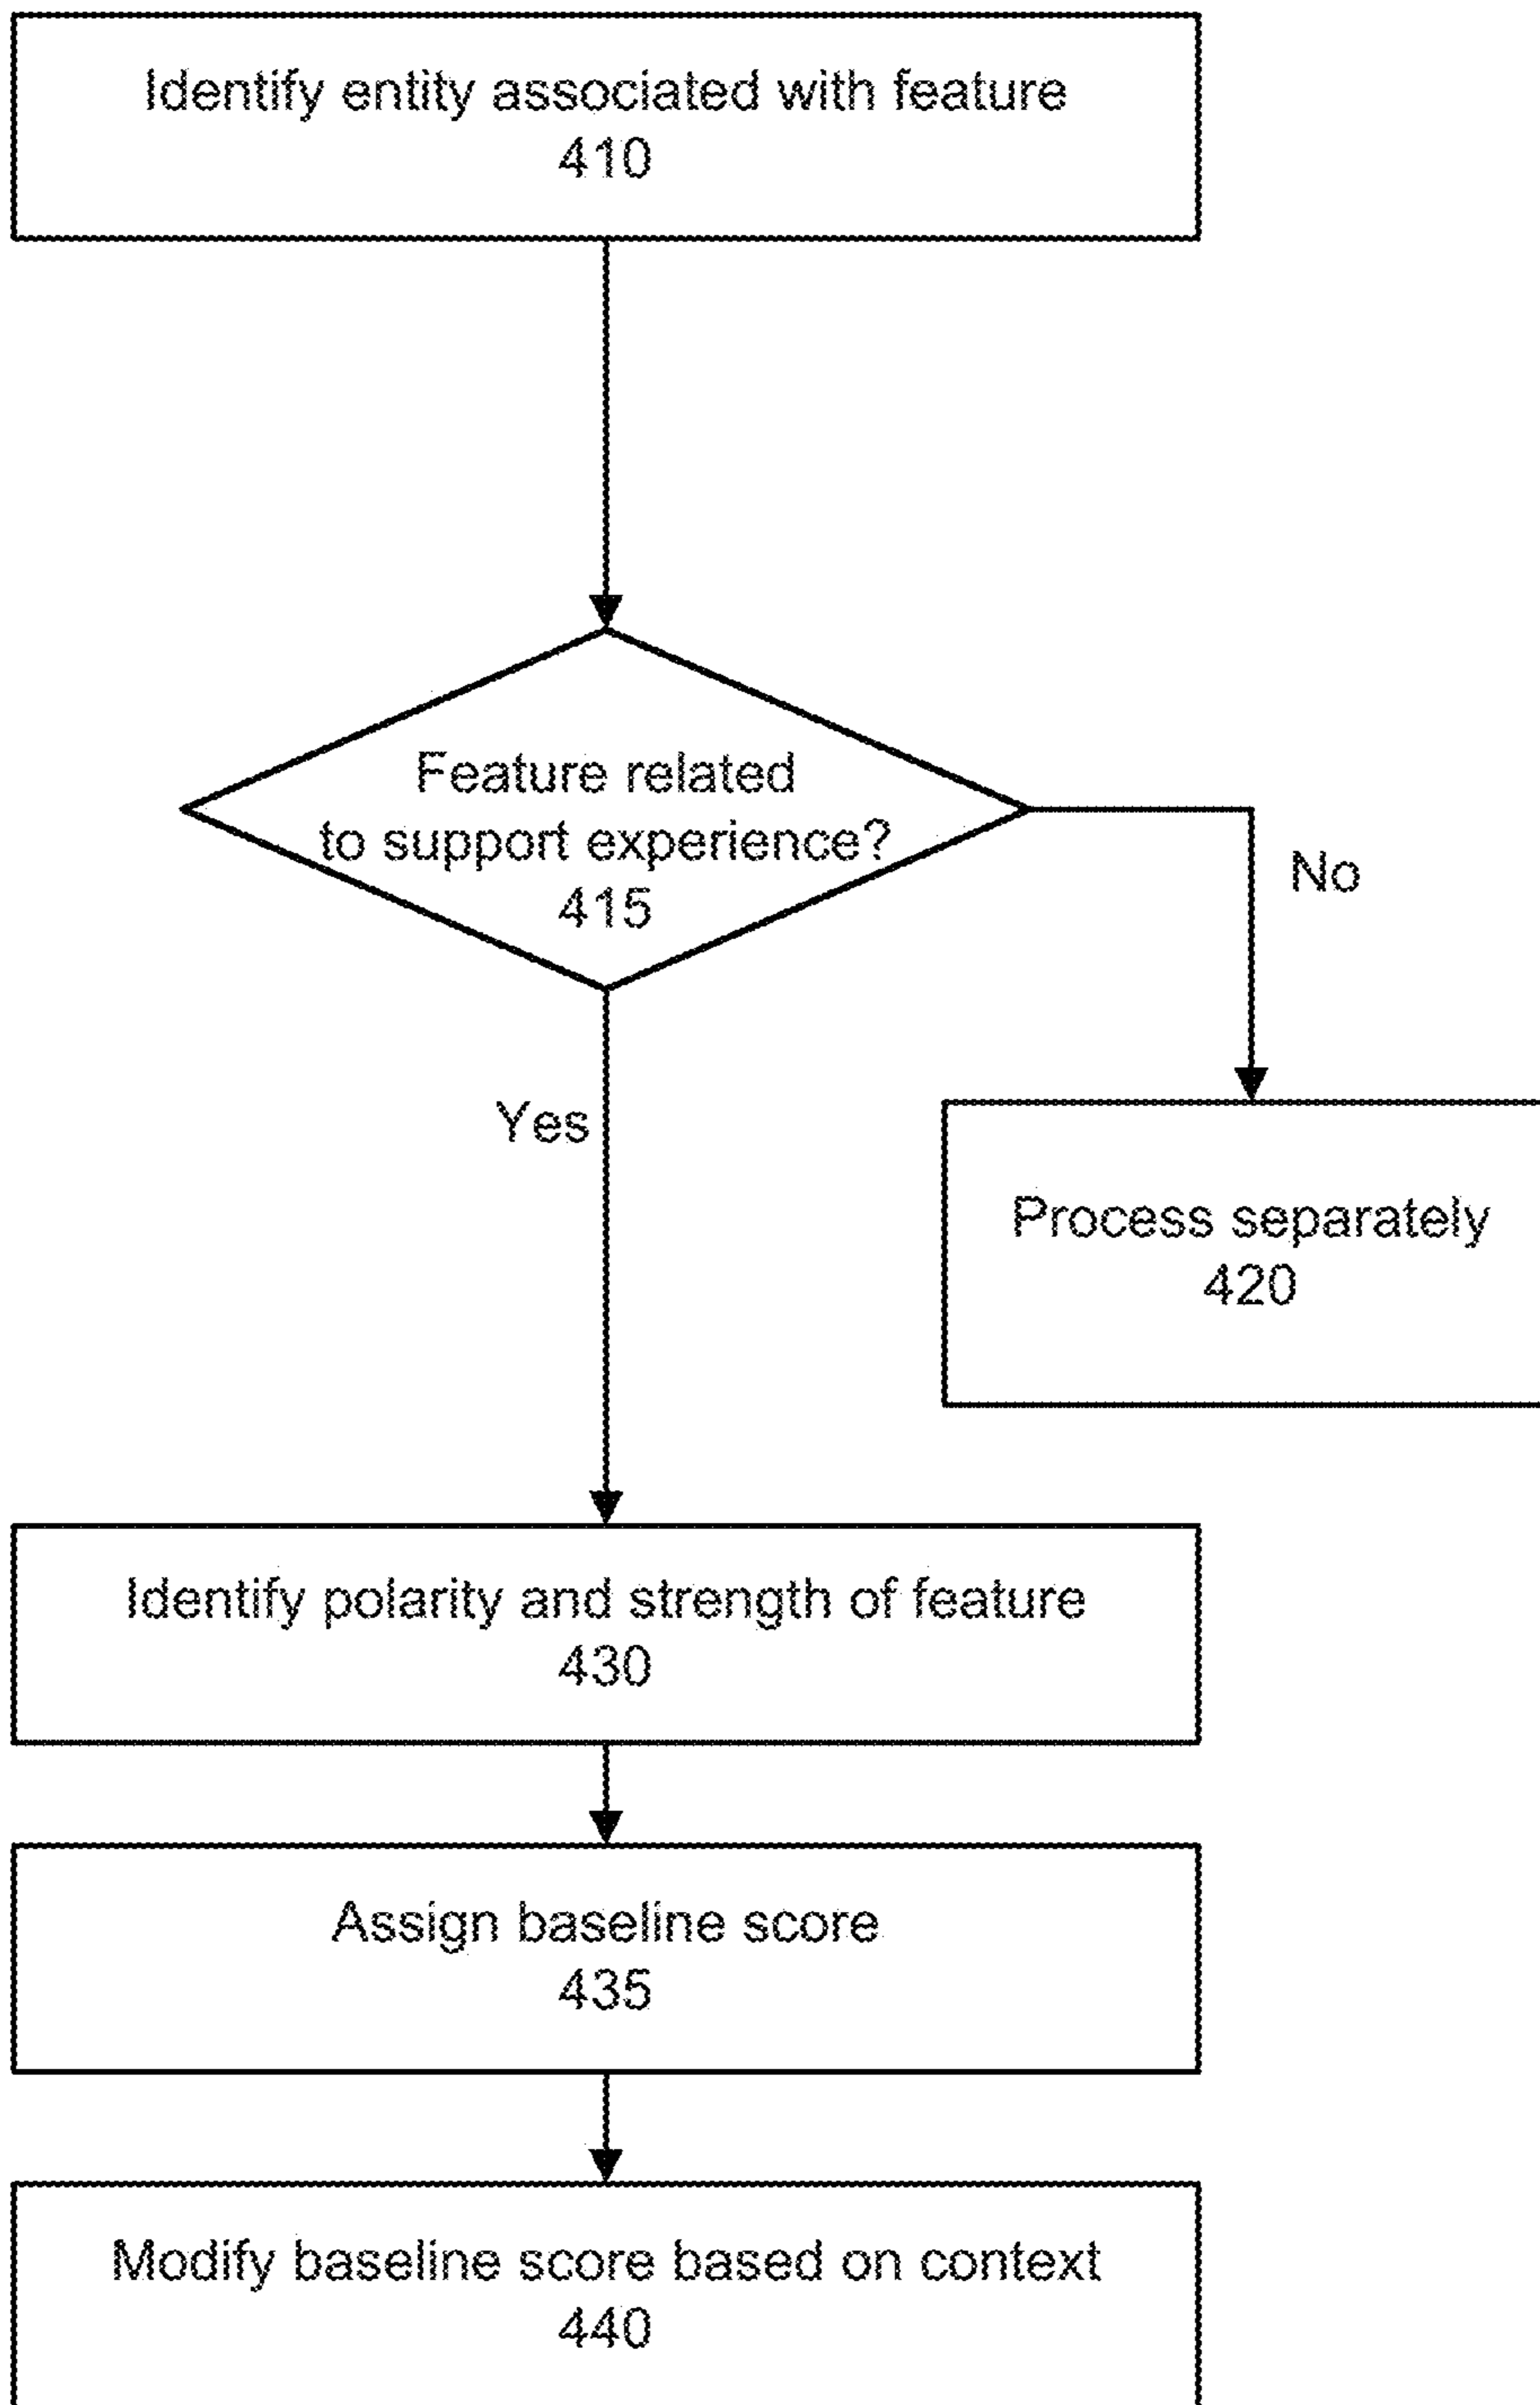 Identify entity associated with feature
410
Feature related
to support experience?
415
No
Yes
Process separately
420
Identify polarity and strength of feature
430
Assign baseline score
435
Modify baseline score based on context
440